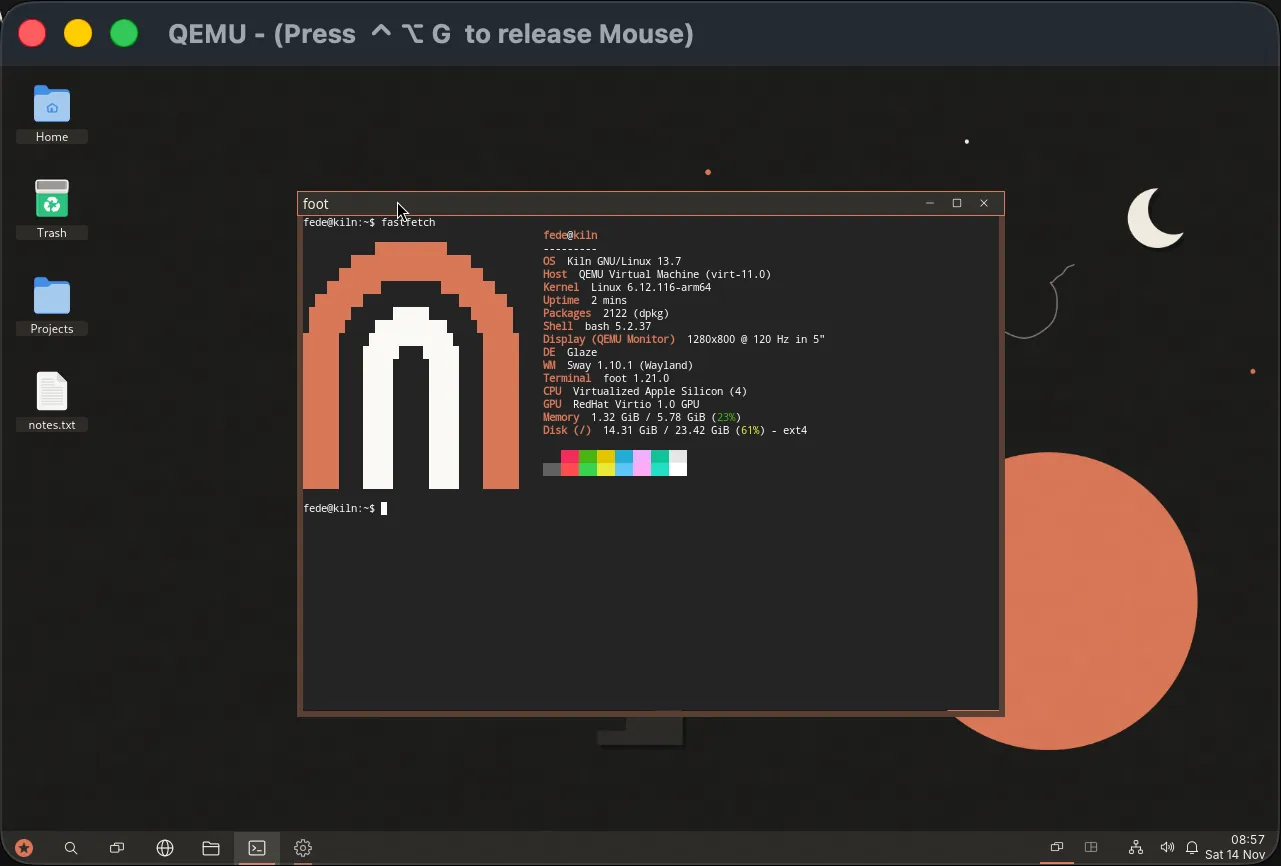 QEMU - (Press ⌃ ⌥ G to release Mouse)
Home
Trash
Projects
notes.txt
foot
fede@kiln:~$ fastfetch
fede@kiln
---------
OS Kiln GNU/Linux 13.7
Host QEMU Virtual Machine (virt-11.0)
Kernel Linux 6.12.116-arm64
Uptime 2 mins
Packages 2122 (dpkg)
Shell bash 5.2.37
Display (QEMU Monitor) 1280x800 @ 120 Hz in 5"
DE Glaze
WM Sway 1.10.1 (Wayland)
Terminal foot 1.21.0
CPU Virtualized Apple Silicon (4)
GPU RedHat Virtio 1.0 GPU
Memory 1.32 GiB / 5.78 GiB (23%)
Disk (/) 14.31 GiB / 23.42 GiB (61%) - ext4
fede@kiln:~$
08:57
Sat 14 Nov